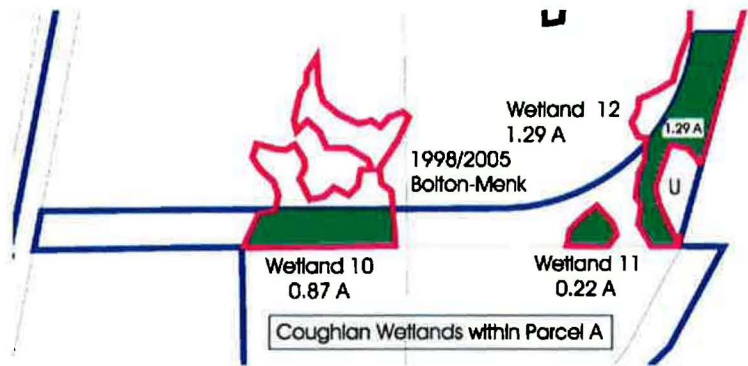 Wetland 12
1.29 A
1.29 A
1998/2005
Bolton-Menk
U
Wetland 10
0.87 A
Wetland 11
0.22 A
Coughlan Wetlands within Parcel A